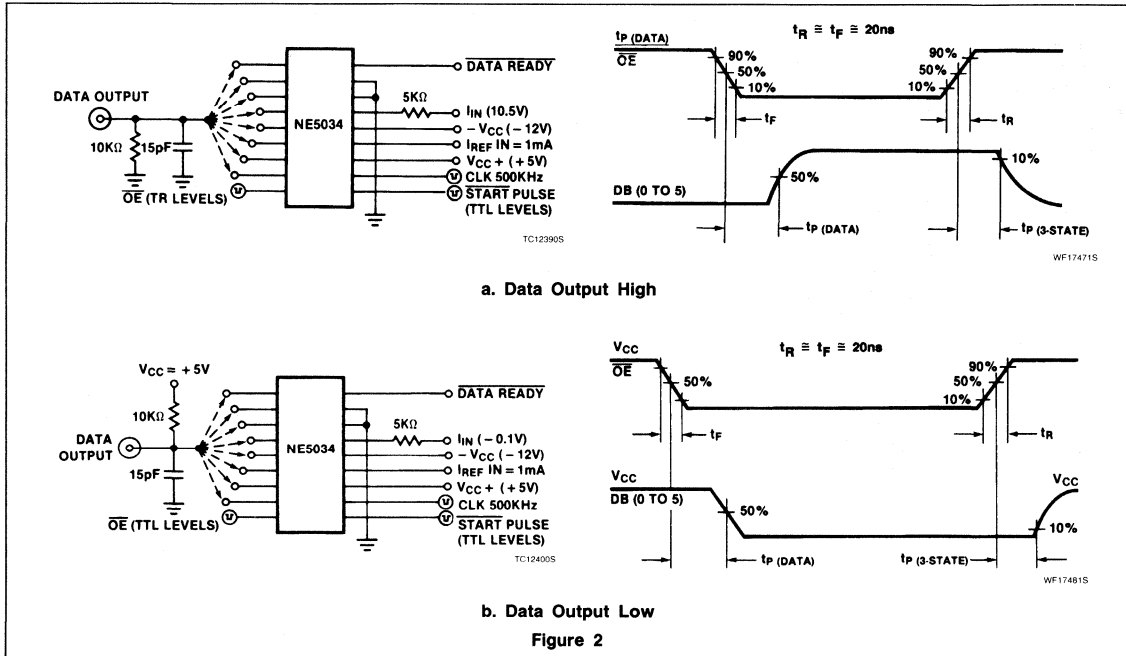 DATA OUTPUT
10KΩ
15pF
OE (TR LEVELS)
NE5034
DATA READY
5KΩ
IIN (10.5V)
– VCC (– 12V)
IREF IN = 1mA
VCC + (+ 5V)
CLK 500KHz
START PULSE
(TTL LEVELS)
TC12390S
tP (DATA)
OE
tR ≅ tF ≅ 20ns
90%
50%
10%
tF
90%
50%
10%
tR
DB (0 TO 5)
50%
10%
tP (DATA)
tP (3-STATE)
WF17471S
a. Data Output High
VCC = + 5V
10KΩ
DATA
OUTPUT
15pF
OE (TTL LEVELS)
NE5034
DATA READY
5KΩ
IIN (– 0.1V)
– VCC (– 12V)
IREF IN = 1mA
VCC + (+ 5V)
CLK 500KHz
START PULSE
(TTL LEVELS)
TC12400S
VCC
OE
tR ≅ tF ≅ 20ns
50%
tF
90%
50%
10%
tR
VCC
DB (0 TO 5)
50%
VCC
10%
tP (DATA)
tP (3-STATE)
WF17481S
b. Data Output Low
Figure 2